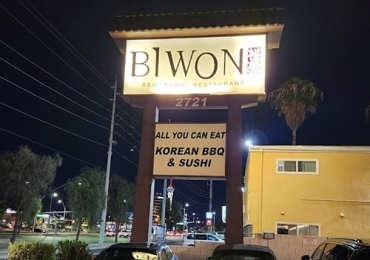 BIWON
BBQ • SUSHI • RESTAURANT
2721
ALL YOU CAN EAT
KOREAN BBQ
& SUSHI